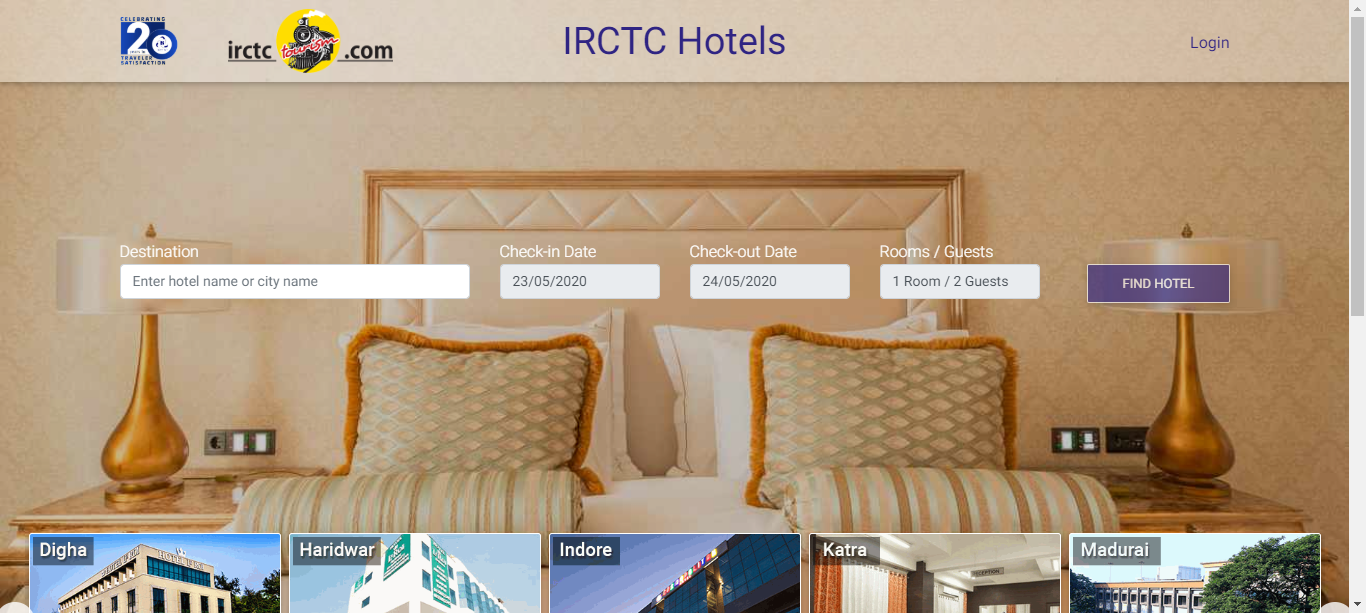 CELEBRATING
20
TRAVELER
SATISFACTION
irctc tourism .com
IRCTC Hotels
Login
Destination
Check-in Date
Check-out Date
Rooms / Guests
Enter hotel name or city name
23/05/2020
24/05/2020
1 Room / 2 Guests
FIND HOTEL
Digha
Haridwar
Indore
Katra
Madurai
RECEPTION